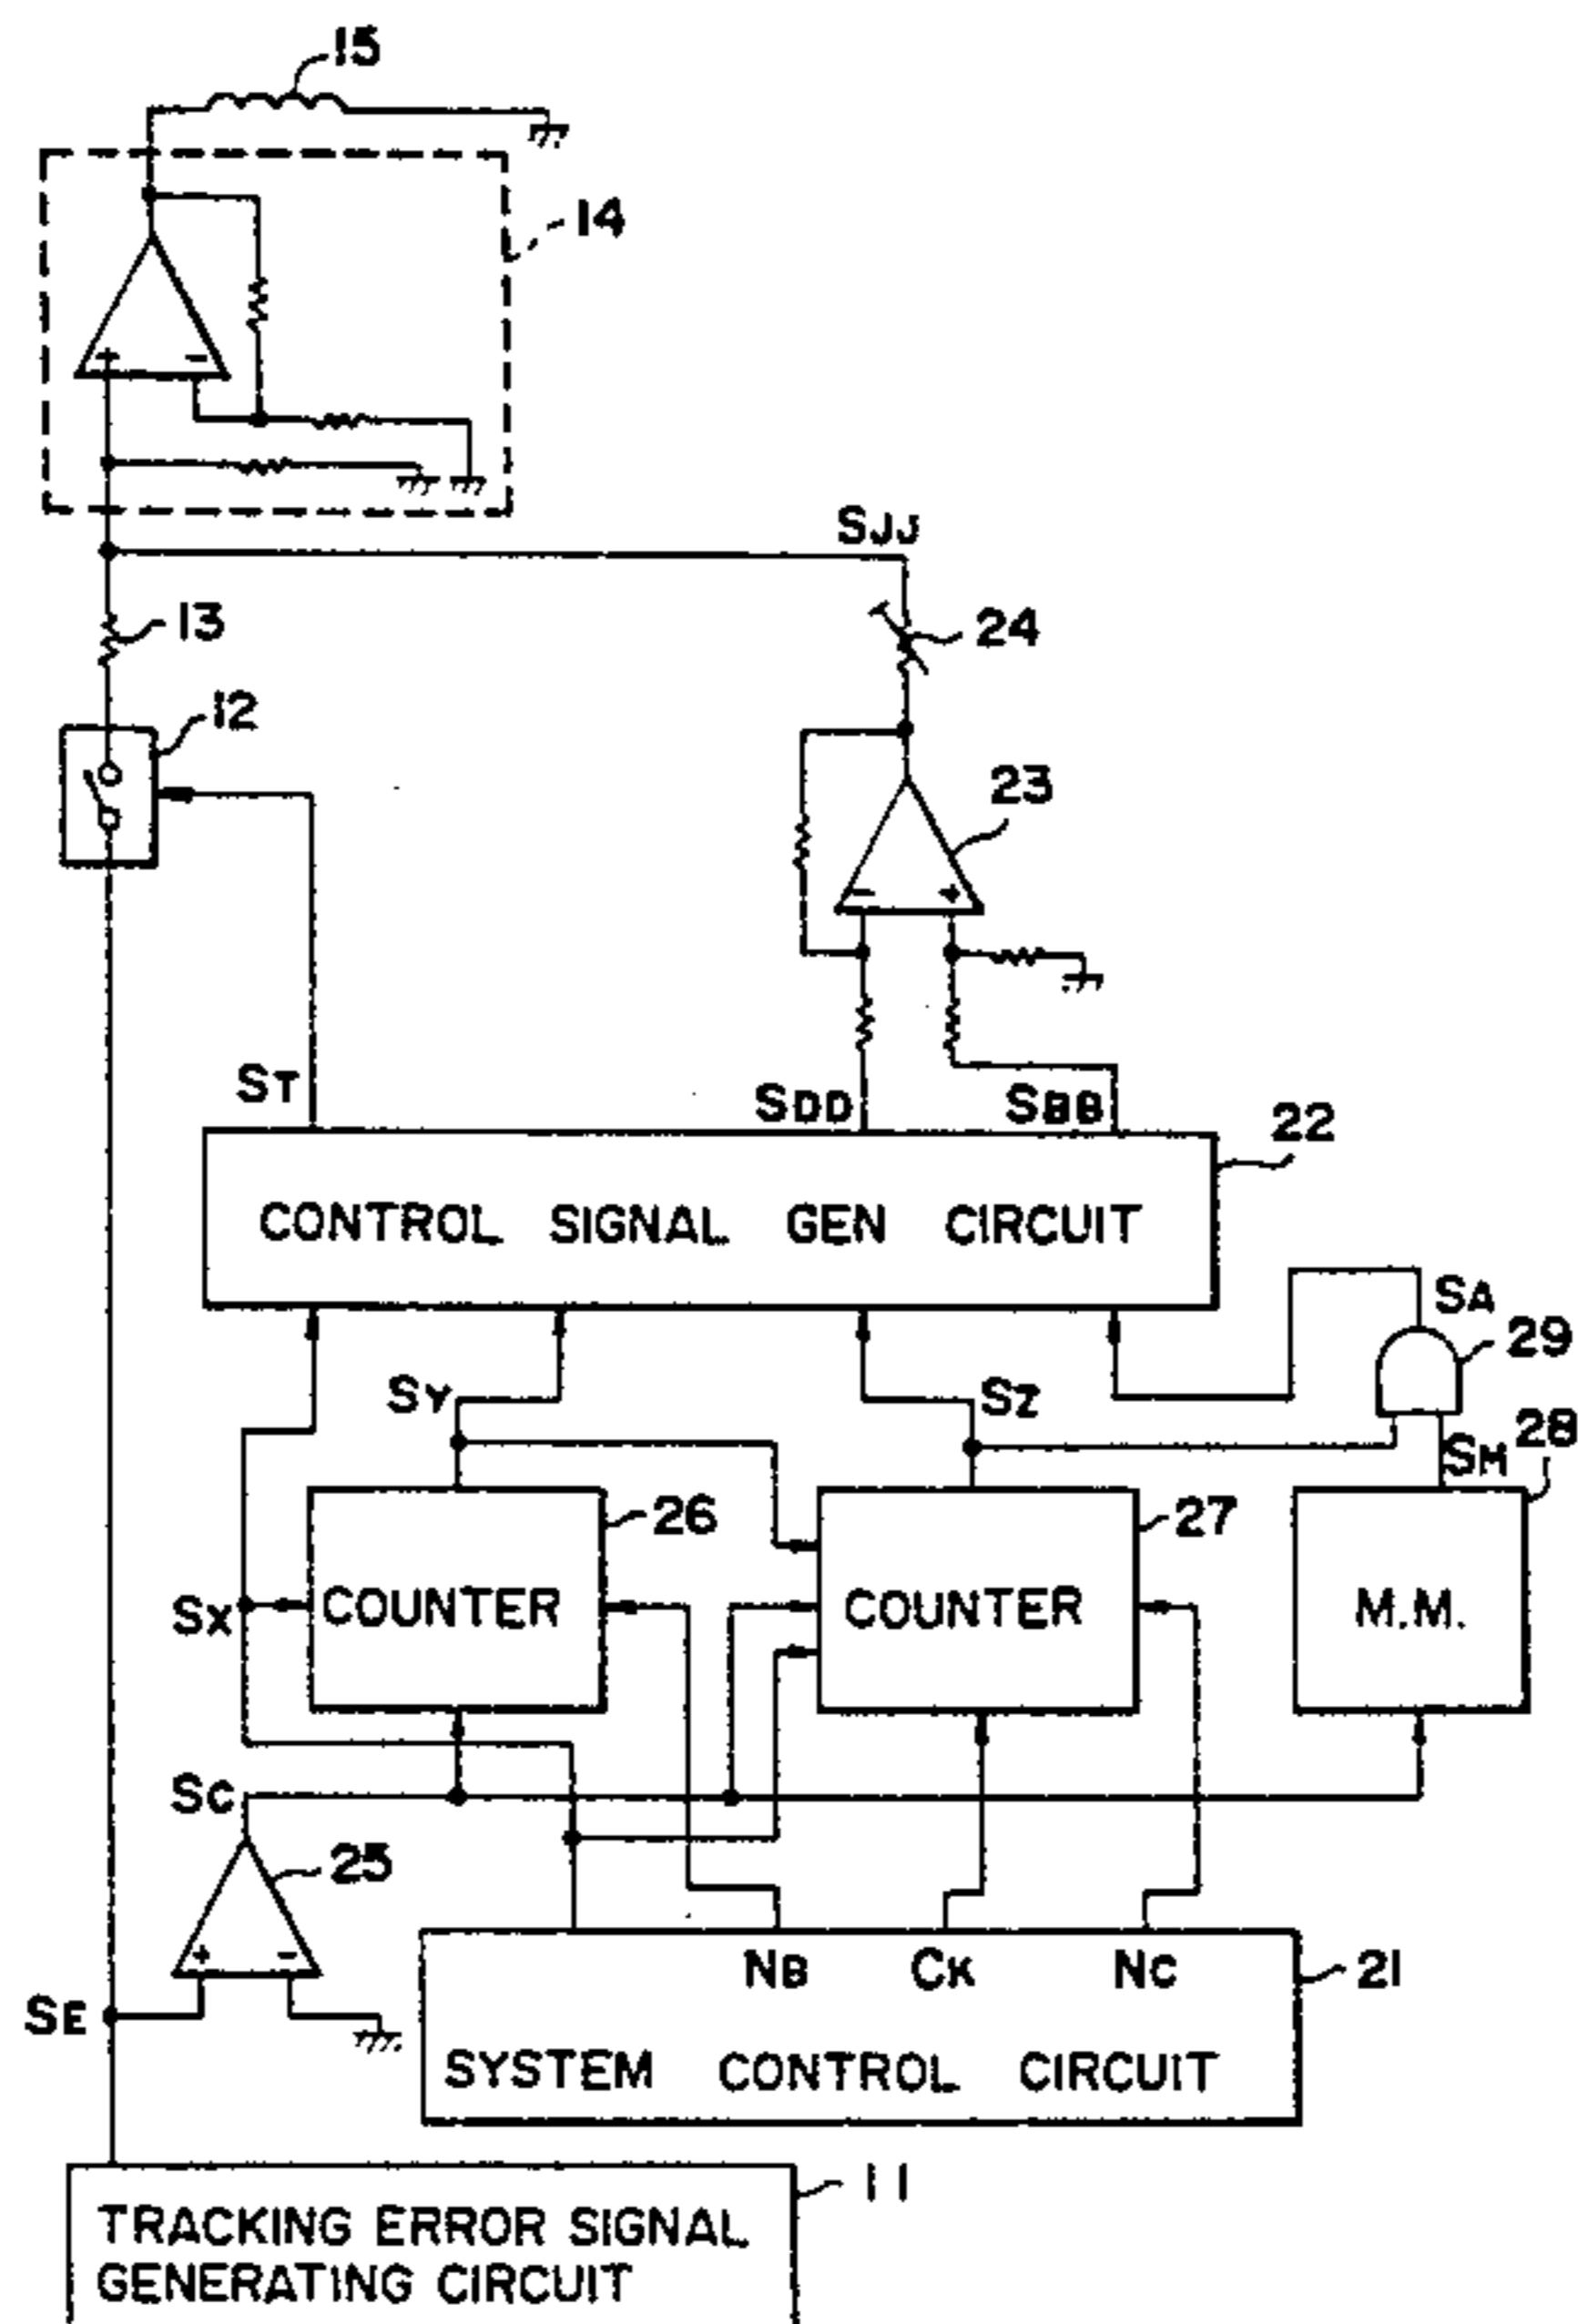 15
14
+ -
SJJ
13
24
12
23
- +
ST
SDD
SBB
22
CONTROL SIGNAL GEN CIRCUIT
SA
29
SY
SZ
28
SM
26
27
COUNTER
COUNTER
M.M.
SX
SC
25
+ -
NB CK NC
21
SE
SYSTEM CONTROL CIRCUIT
11
TRACKING ERROR SIGNAL
GENERATING CIRCUIT